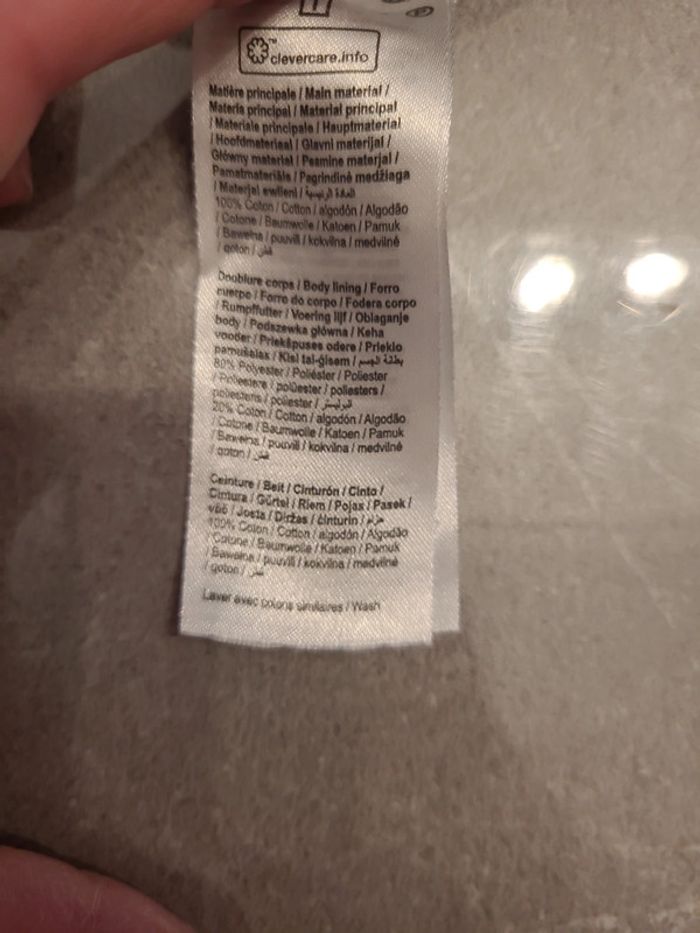 clevercare.info
Matière principale / Main material /
Materia principal / Material principal
/ Materiale principale / Hauptmaterial
/ Hoofdmateriaal / Glavni materijal /
Główny materiał / Peamine materjal /
Pamatmateriāls / Pagrindinė medžiaga
/ Materjal ewlieni / المادة الرئيسية
100% Coton / Cotton / algodón / Algodão
/ Cotone / Baumwolle / Katoen / Pamuk
/ Bawełna / puuvill / kokvilna / medvilnė
/ qoton / قطن
Doublure corps / Body lining / Forro
cuerpo / Forro do corpo / Fodera corpo
/ Rumpffutter / Voering lijf / Oblaganje
body / Podszewka główna / Keha
vooder / Priekšpuses odere / Prieklo
pamušalas / Kisi tal-ġisem / بطانة الجسم
80% Polyester / Poliéster / Poliester
/ Poliestere / polüester / poliesters /
poliesteris / poliester / البوليستر
20% Coton / Cotton / algodón / Algodão
/ Cotone / Baumwolle / Katoen / Pamuk
/ Bawełna / puuvill / kokvilna / medvilnė
/ qoton / قطن
Ceinture / Belt / Cinturón / Cinto /
Cintura / Gürtel / Riem / Pojas / Pasek /
vöö / Josta / Diržas / ċinturin / حزام
100% Coton / Cotton / algodón / Algodão
/ Cotone / Baumwolle / Katoen / Pamuk
/ Bawełna / puuvill / kokvilna / medvilnė
/ qoton / قطن
Laver avec coloris similaires / Wash